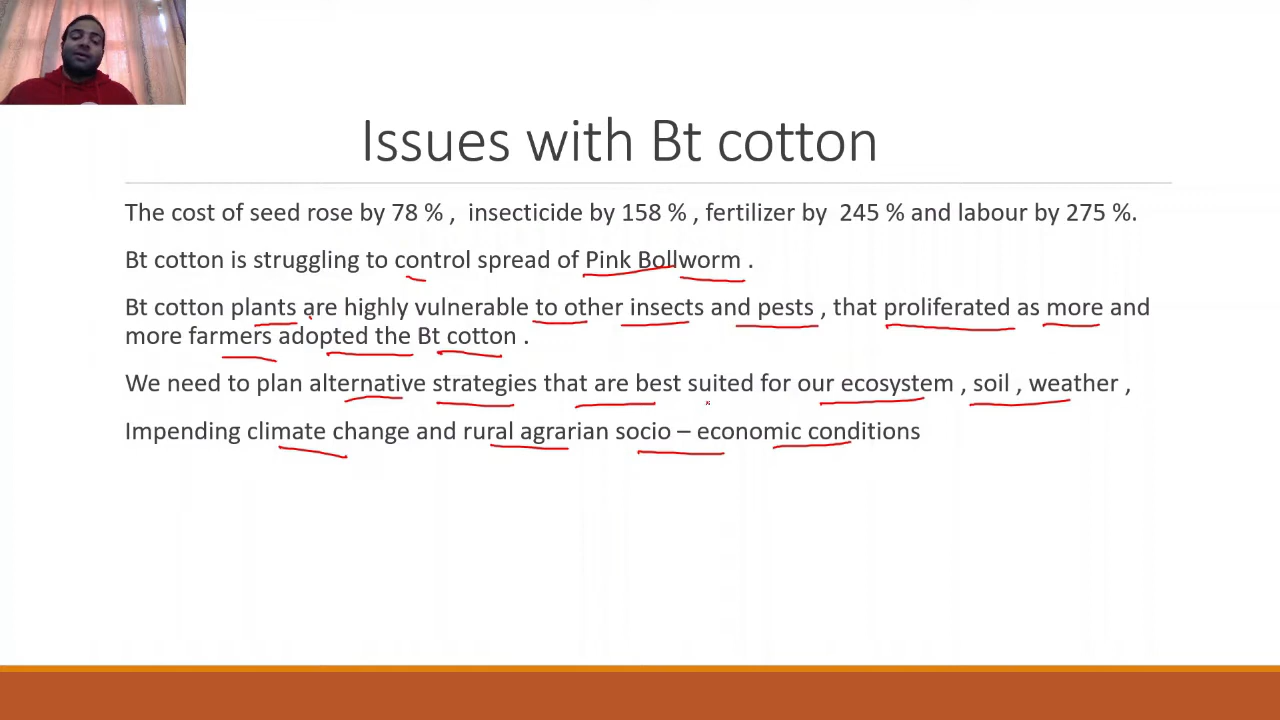 Issues with Bt cotton
The cost of seed rose by 78 % , insecticide by 158 % , fertilizer by 245 % and labour by 275 %.
Bt cotton is struggling to control spread of Pink Bollworm .
Bt cotton plants are highly vulnerable to other insects and pests , that proliferated as more and
more farmers adopted the Bt cotton .
We need to plan alternative strategies that are best suited for our ecosystem , soil , weather ,
Impending climate change and rural agrarian socio – economic conditions